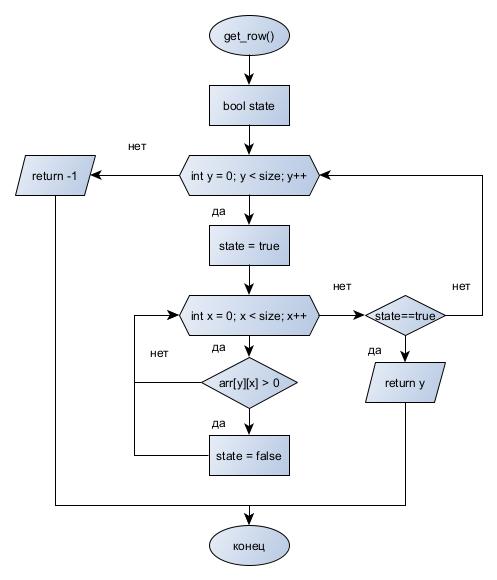 get_row()
bool state
нет
return -1
int y = 0; y < size; y++
да
state = true
int x = 0; x < size; x++
нет
state==true
нет
нет
да
да
arr[y][x] > 0
return y
да
state = false
конец